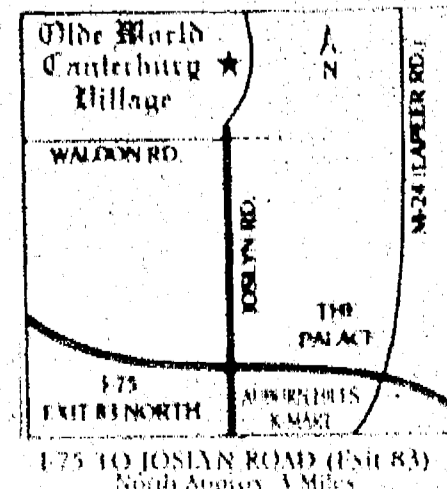 Olde World
Canterbury
Village
N
WALDON RD.
M-24 (LAPEER RD.)
JOSLYN RD.
THE
PALACE
I-75
EXIT 83 NORTH
AUBURN HILLS
K-MART
I-75 TO JOSLYN ROAD (Exit 83)
North Approx. 3 Miles